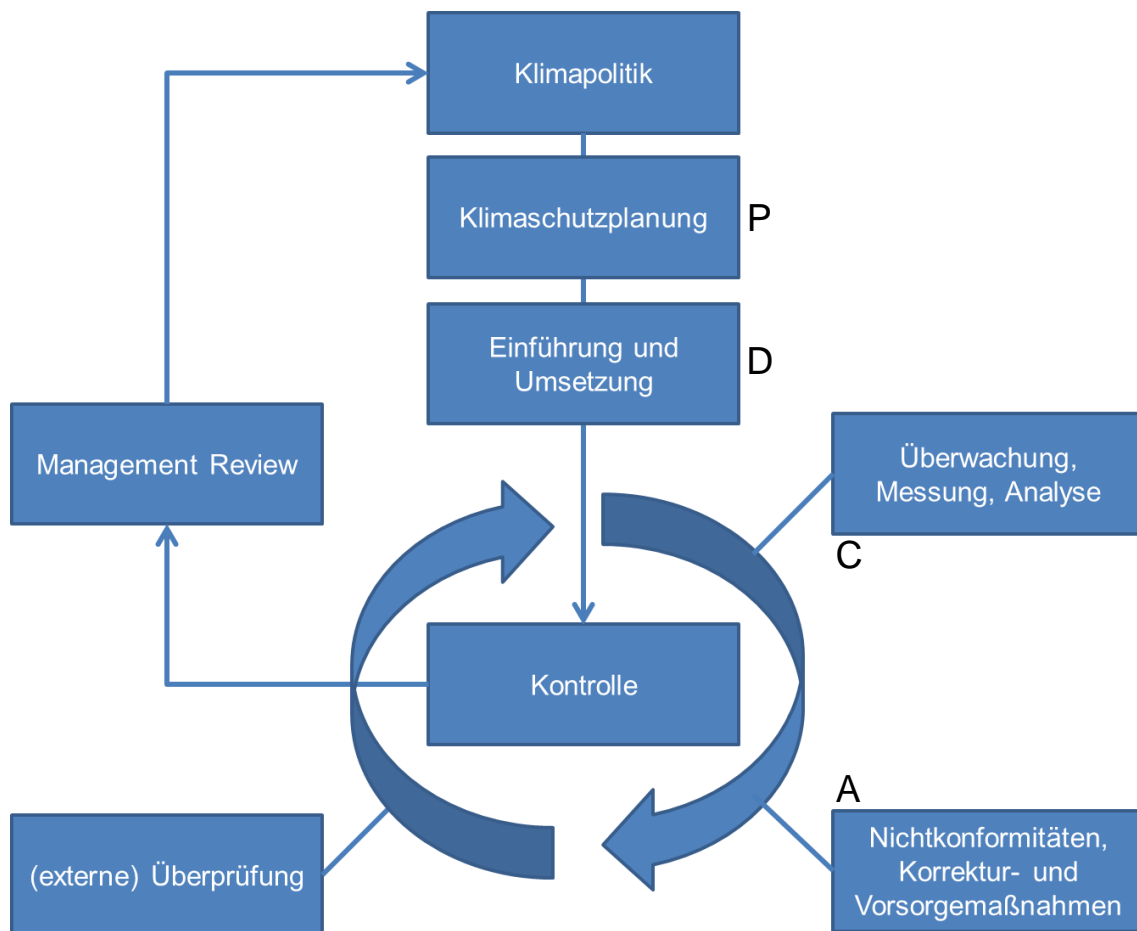 Klimapolitik
Klimaschutzplanung
P
Einführung und
Umsetzung
D
Management Review
Überwachung,
Messung, Analyse
C
Kontrolle
A
(externe) Überprüfung
Nichtkonformitäten,
Korrektur- und
Vorsorgemaßnahmen